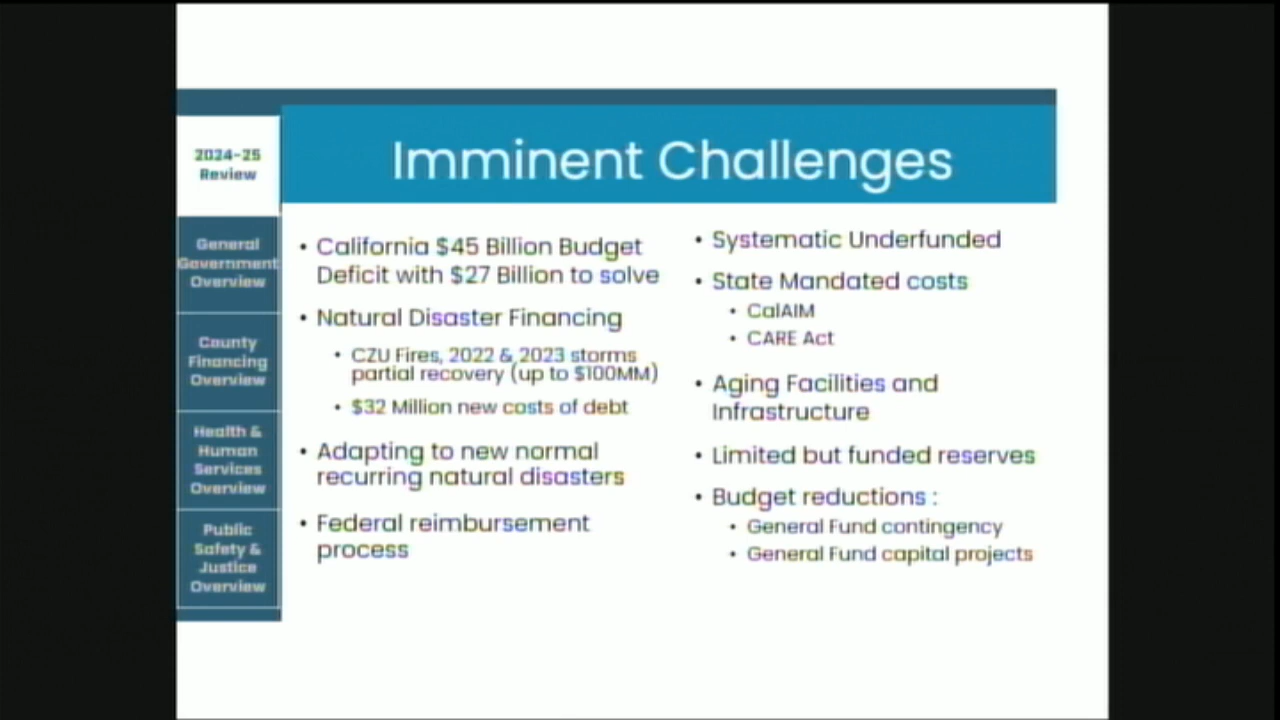 Imminent Challenges
2024-25
Review
General
Government
Overview
County
Financing
Overview
Health &
Human
Services
Overview
Public
Safety &
Justice
Overview
• California $45 Billion Budget
Deficit with $27 Billion to solve
• Natural Disaster Financing
• CZU Fires, 2022 & 2023 storms
partial recovery (up to $100MM)
• $32 Million new costs of debt
• Adapting to new normal
recurring natural disasters
• Federal reimbursement
process
• Systematic Underfunded
• State Mandated costs
• CalAIM
• CARE Act
• Aging Facilities and
Infrastructure
• Limited but funded reserves
• Budget reductions :
• General Fund contingency
• General Fund capital projects